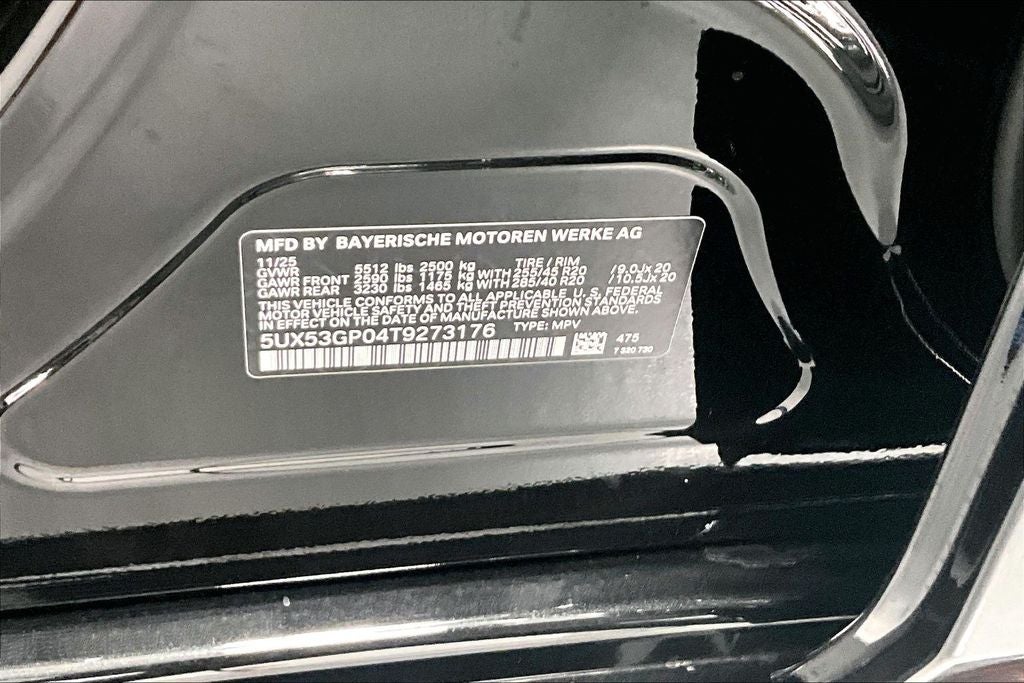 MFD BY BAYERISCHE MOTOREN WERKE AG
11/25 TIRE / RIM
GVWR 5512 lbs 2500 kg
GAWR FRONT 2590 lbs 1175 kg WITH 255/45 R20 /9.0Jx20
GAWR REAR 3230 lbs 1465 kg WITH 285/40 R20 /10.5Jx20
THIS VEHICLE CONFORMS TO ALL APPLICABLE U. S. FEDERAL
MOTOR VEHICLE SAFETY AND THEFT PREVENTION STANDARDS
IN EFFECT ON THE DATE OF MANUFACTURE SHOWN ABOVE.
5UX53GP04T9273176 TYPE: MPV
475
7 320 730